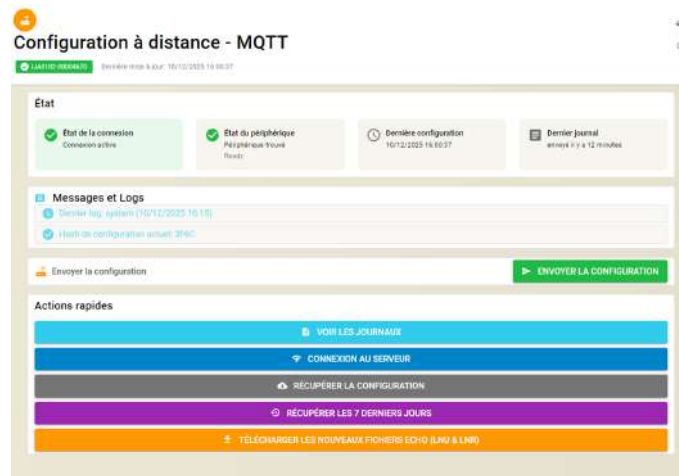 Configuration à distance - MQTT
Dernière mise à jour: 10/12/2025 16:00:37
État
État de la connexion
Connexion active
État du périphérique
Périphérique trouvé
Ready
Dernière configuration
10/12/2025 16:00:37
Dernier journal
envoyé il y a 12 minutes
Messages et Logs
Dernier log: system (10/12/2025 16:15)
Hash de configuration actuel: 3F6C
Envoyer la configuration
ENVOYER LA CONFIGURATION
Actions rapides
VOIR LES JOURNAUX
CONNEXION AU SERVEUR
RÉCUPÉRER LA CONFIGURATION
RÉCUPÉRER LES 7 DERNIERS JOURS
TÉLÉCHARGER LES NOUVEAUX FICHIERS ECHO (LNU & LNR)